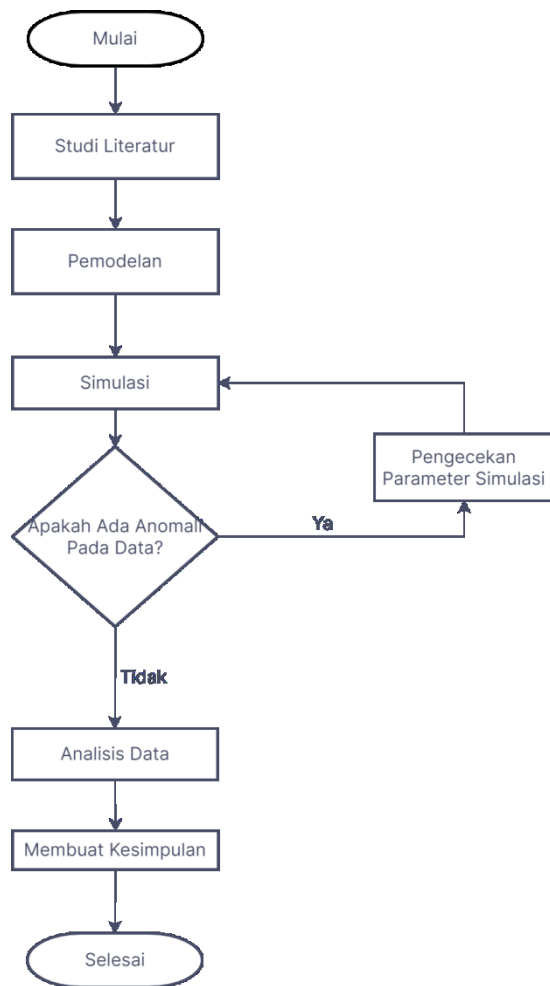 Mulai
Studi Literatur
Pemodelan
Simulasi
Pengecekan
Parameter Simulasi
Apakah Ada Anomali
Pada Data?
Ya
Tidak
Analisis Data
Membuat Kesimpulan
Selesai